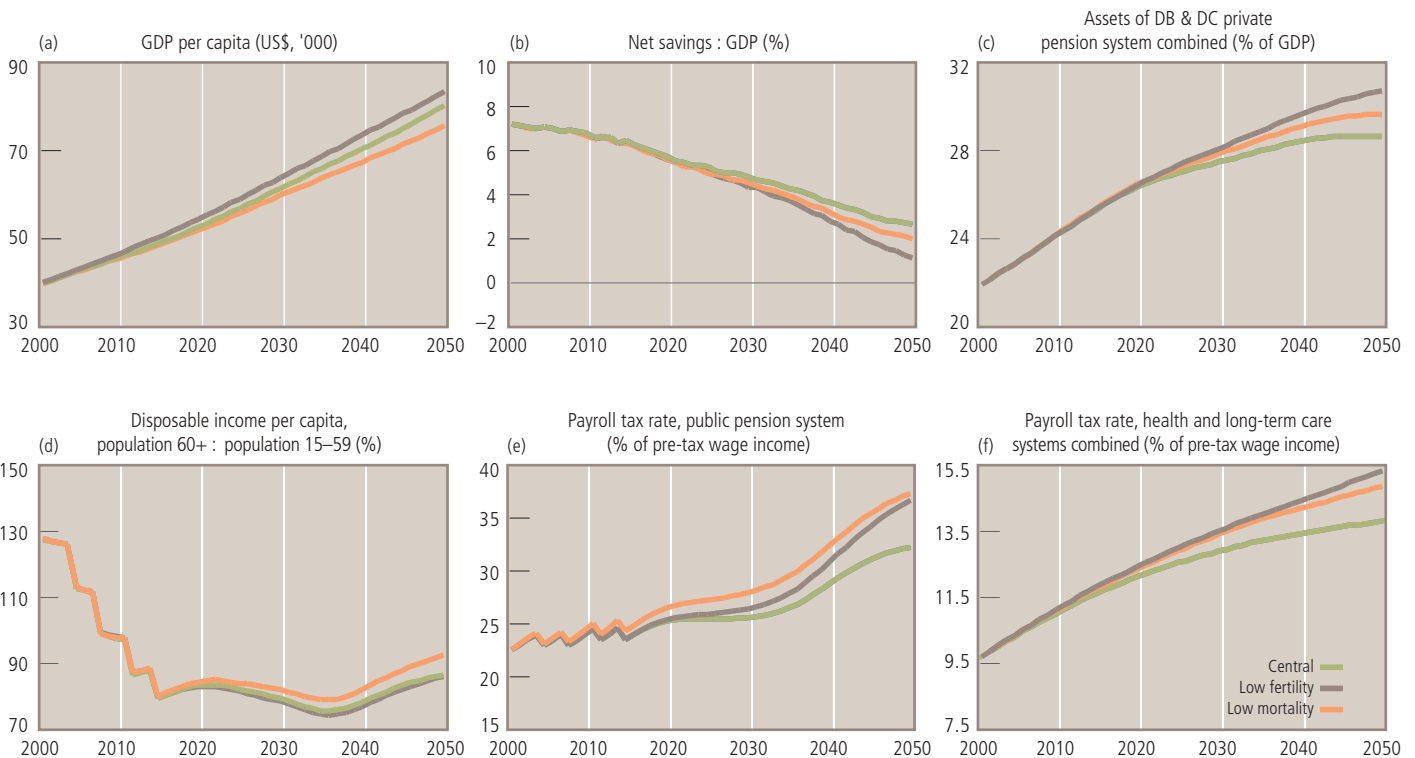 (a) GDP per capita (US$, '000)
90
70
50
30
2000 2010 2020 2030 2040 2050
(b) Net savings : GDP (%)
10
8
6
4
2
0
–2
2000 2010 2020 2030 2040 2050
Assets of DB & DC private
(c) pension system combined (% of GDP)
32
28
24
20
2000 2010 2020 2030 2040 2050
Disposable income per capita,
(d) population 60+ : population 15–59 (%)
150
130
110
90
70
2000 2010 2020 2030 2040 2050
Payroll tax rate, public pension system
(e) (% of pre-tax wage income)
40
35
30
25
20
15
2000 2010 2020 2030 2040 2050
Payroll tax rate, health and long-term care
(f) systems combined (% of pre-tax wage income)
15.5
13.5
11.5
9.5
7.5
Central
Low fertility
Low mortality
2000 2010 2020 2030 2040 2050